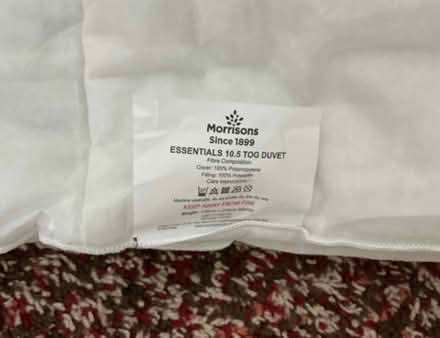 Morrisons
Since 1899
ESSENTIALS 10.5 TOG DUVET
Fibre Composition:
Cover: 100% Polypropylene
Filling: 100% Polyester
Care instructions:
KEEP AWAY FROM FIRE